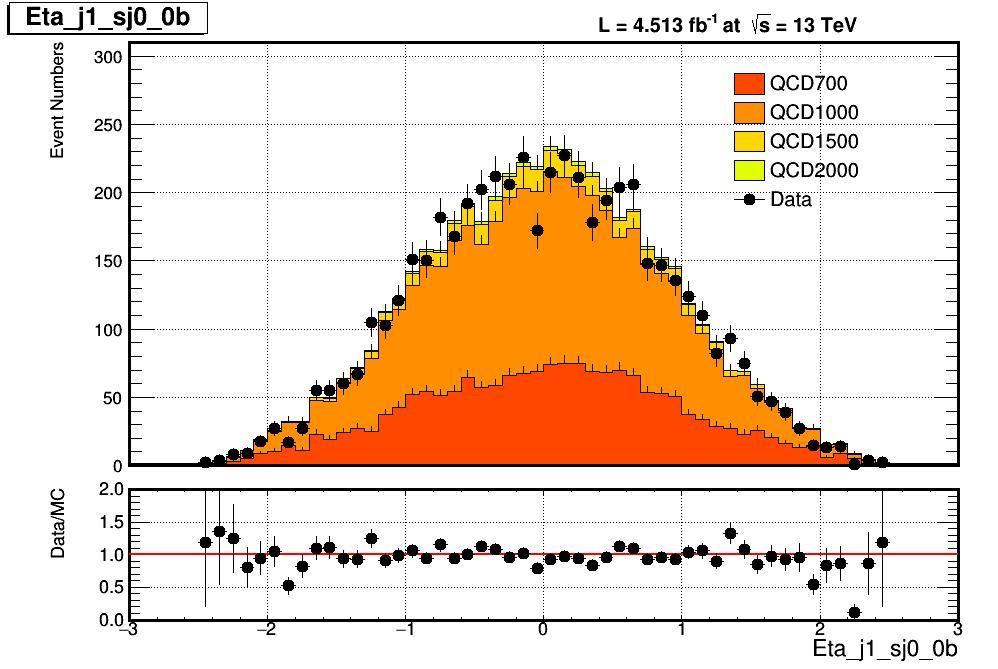 Eta_j1_sj0_0b
L = 4.513 fb⁻¹ at √s = 13 TeV
Event Numbers
300
250
200
150
100
50
0
QCD700
QCD1000
QCD1500
QCD2000
Data
Data/MC
2.0
1.5
1.0
0.5
0.0
−3 −2 −1 0 1 2 3
Eta_j1_sj0_0b